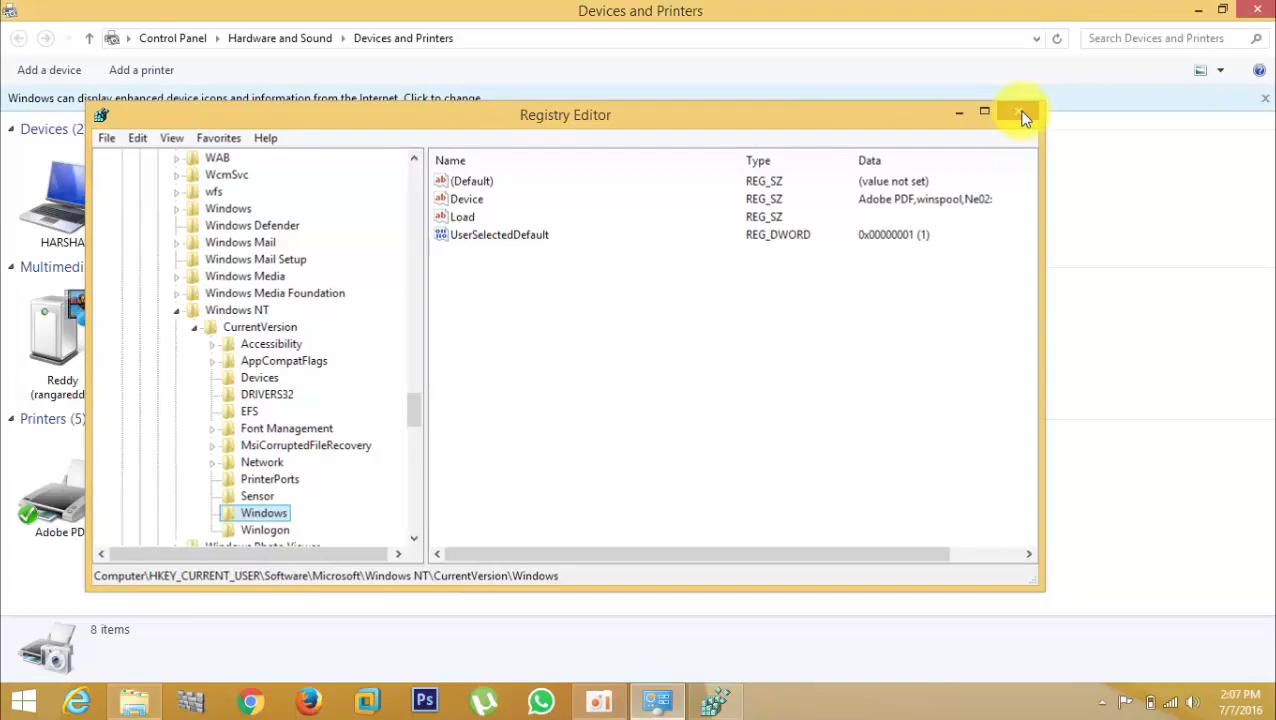 Devices and Printers
Control Panel Hardware and Sound Devices and Printers
Search Devices and Printers
Add a device Add a printer
Windows can display enhanced device icons and information from the Internet. Click to change...
Devices (2
HARSHA
Multimedi
Reddy
(rangaredd
Printers (5)
Adobe PD
Registry Editor
File Edit View Favorites Help
WAB
WcmSvc
wfs
Windows
Windows Defender
Windows Mail
Windows Mail Setup
Windows Media
Windows Media Foundation
Windows NT
CurrentVersion
Accessibility
AppCompatFlags
Devices
DRIVERS32
EFS
Font Management
MsiCorruptedFileRecovery
Network
PrinterPorts
Sensor
Windows
Winlogon
Windows Photo Viewer
Name Type Data
(Default) REG_SZ (value not set)
Device REG_SZ Adobe PDF,winspool,Ne02:
Load REG_SZ
UserSelectedDefault REG_DWORD 0x00000001 (1)
Computer\HKEY_CURRENT_USER\Software\Microsoft\Windows NT\CurrentVersion\Windows
8 items
Ps
2:07 PM
7/7/2016